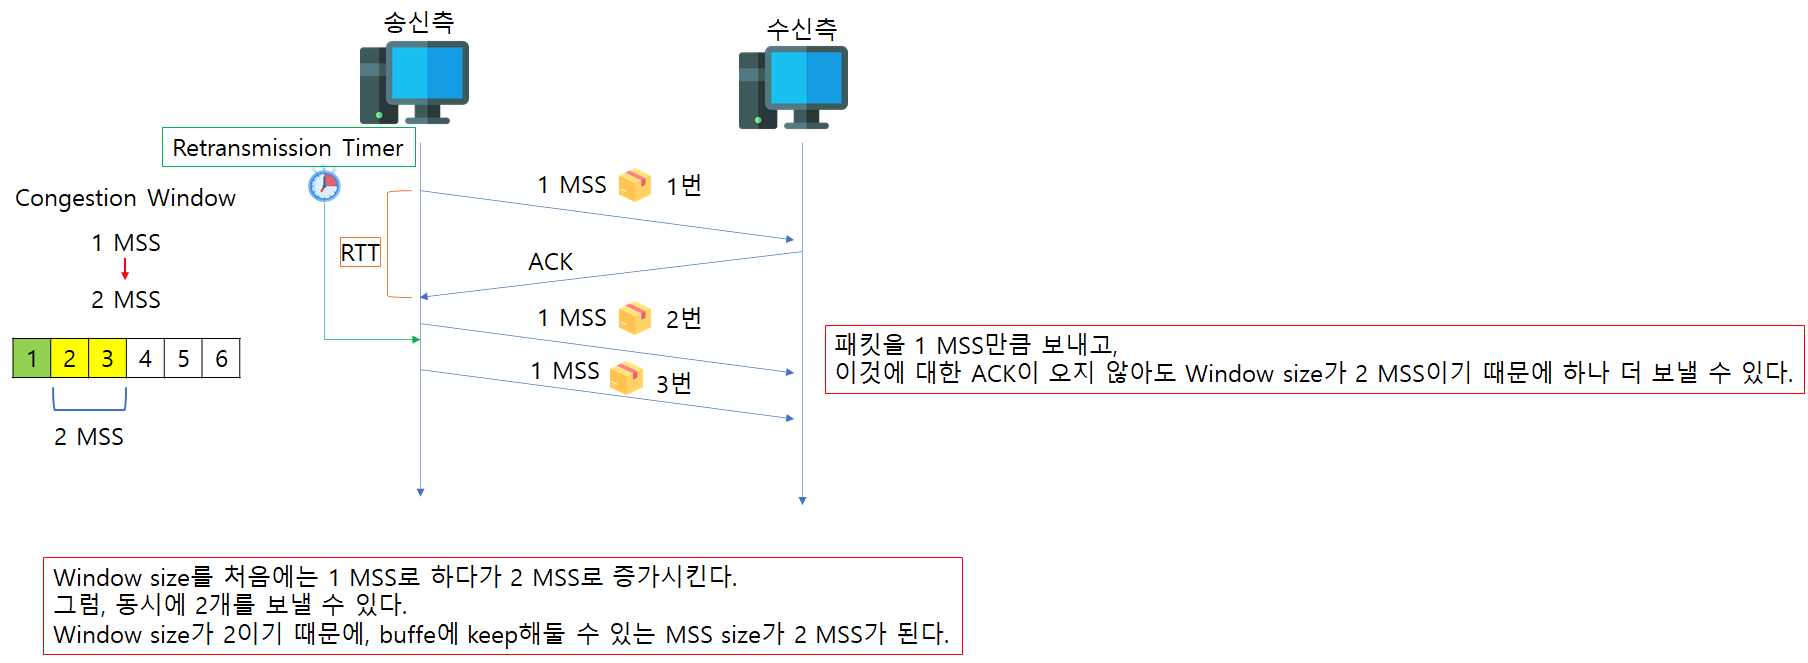 송신측
수신측
Retransmission Timer
Congestion Window
1 MSS
2 MSS
1 2 3 4 5 6
2 MSS
RTT
1 MSS 1번
ACK
1 MSS 2번
1 MSS 3번
패킷을 1 MSS만큼 보내고,
이것에 대한 ACK이 오지 않아도 Window size가 2 MSS이기 때문에 하나 더 보낼 수 있다.
Window size를 처음에는 1 MSS로 하다가 2 MSS로 증가시킨다.
그럼, 동시에 2개를 보낼 수 있다.
Window size가 2이기 때문에, buffe에 keep해둘 수 있는 MSS size가 2 MSS가 된다.